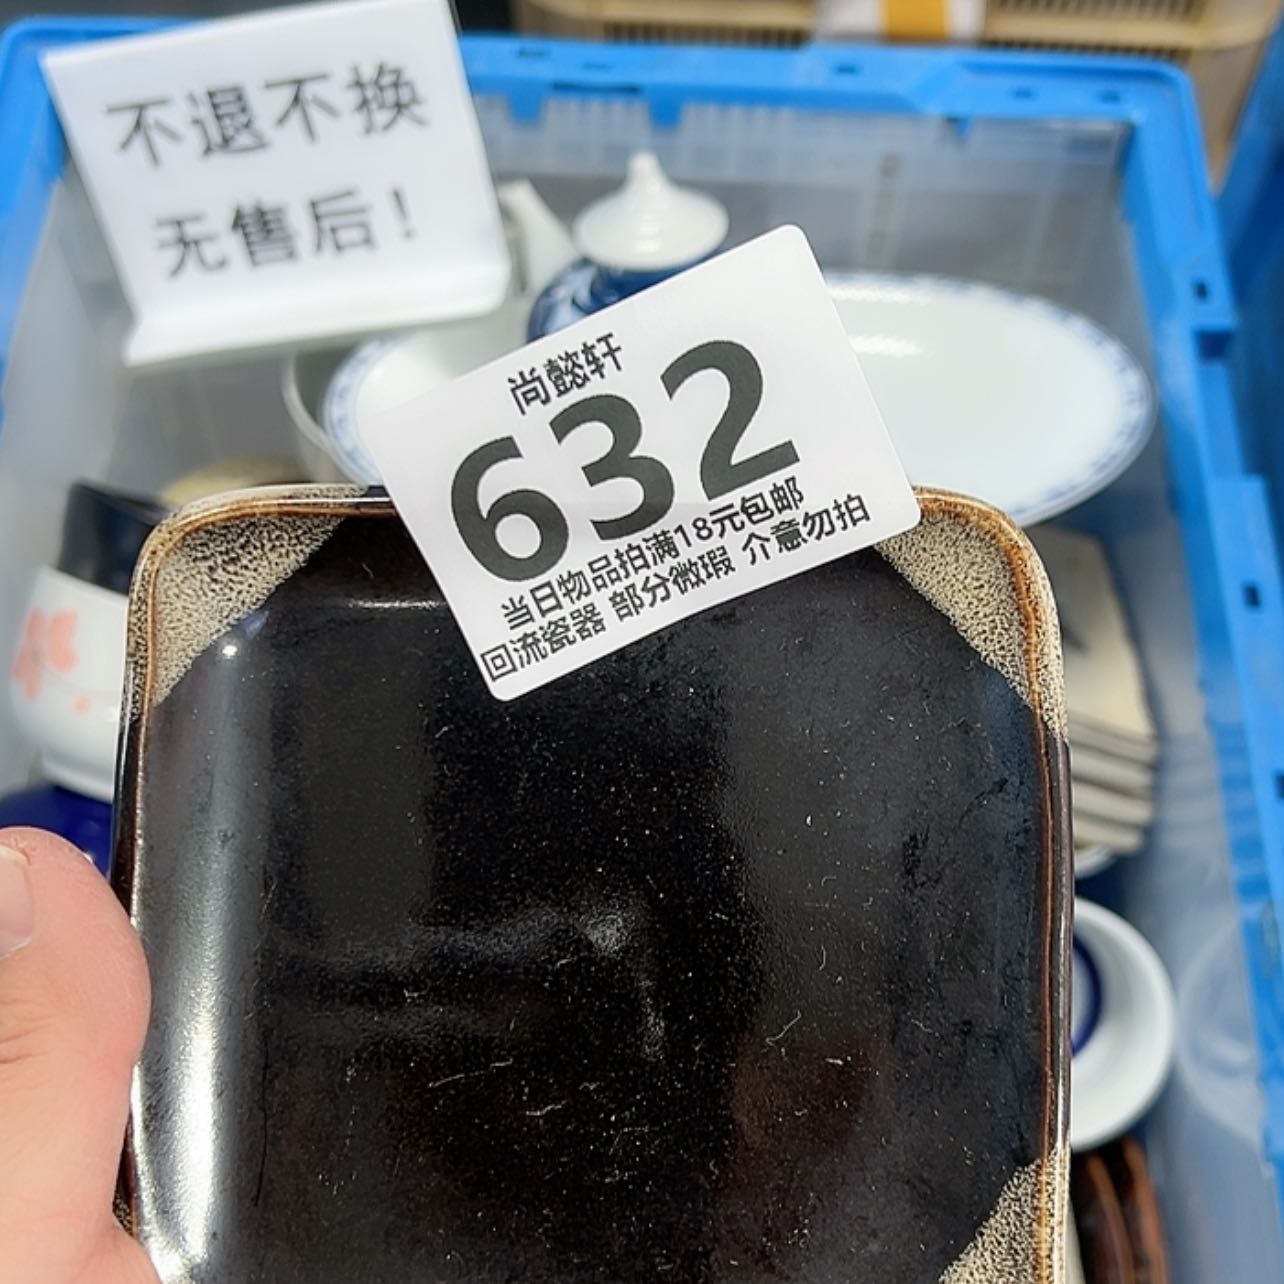 不退不换
无售后！
尚懿轩
632
当日物品拍满18元包邮
回流瓷器 部分微瑕 介意勿拍